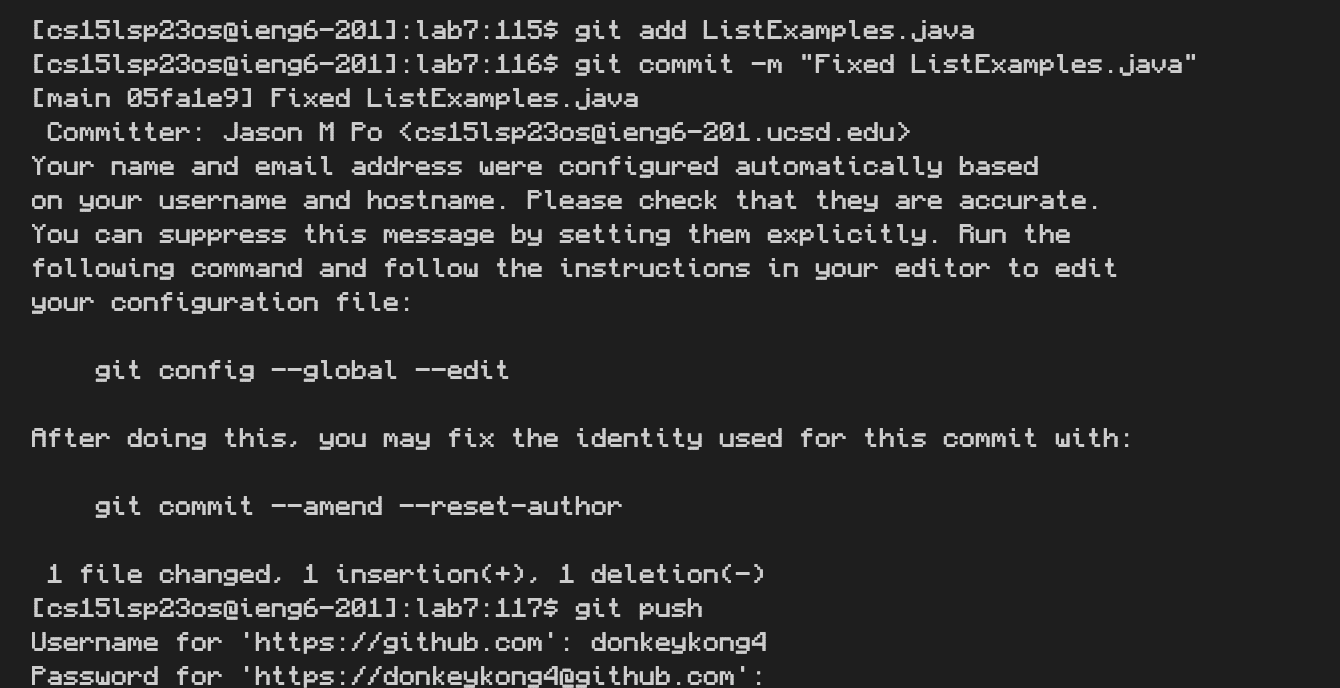 [cs15lsp23os@ieng6-201]:lab7:115$ git add ListExamples.java
[cs15lsp23os@ieng6-201]:lab7:116$ git commit -m "Fixed ListExamples.java"
[main 05fa1e9] Fixed ListExamples.java
 Committer: Jason M Po <cs15lsp23os@ieng6-201.ucsd.edu>
Your name and email address were configured automatically based
on your username and hostname. Please check that they are accurate.
You can suppress this message by setting them explicitly. Run the
following command and follow the instructions in your editor to edit
your configuration file:

    git config --global --edit

After doing this, you may fix the identity used for this commit with:

    git commit --amend --reset-author

 1 file changed, 1 insertion(+), 1 deletion(-)
[cs15lsp23os@ieng6-201]:lab7:117$ git push
Username for 'https://github.com': donkeykong4
Password for 'https://donkeykong4@github.com':